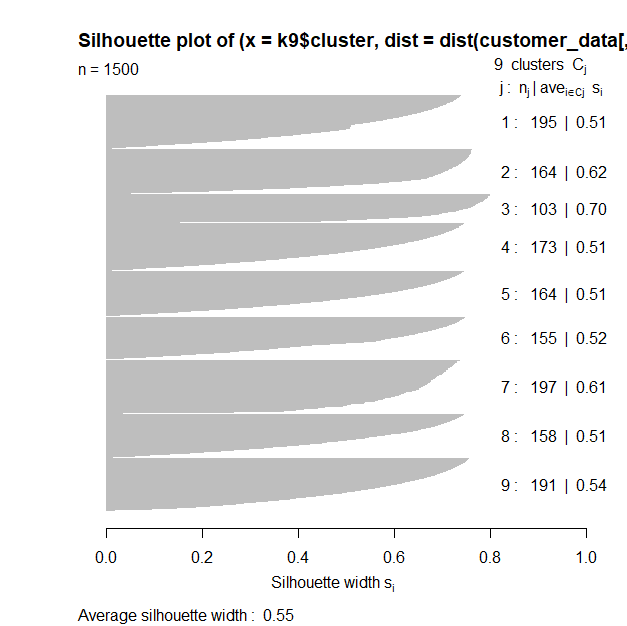 Silhouette plot of (x = k9$cluster, dist = dist(customer_data[,
n = 1500
9 clusters Cj
j : nj | avei∈Cj si
1 : 195 | 0.51
2 : 164 | 0.62
3 : 103 | 0.70
4 : 173 | 0.51
5 : 164 | 0.51
6 : 155 | 0.52
7 : 197 | 0.61
8 : 158 | 0.51
9 : 191 | 0.54
0.0 0.2 0.4 0.6 0.8 1.0
Silhouette width si
Average silhouette width : 0.55